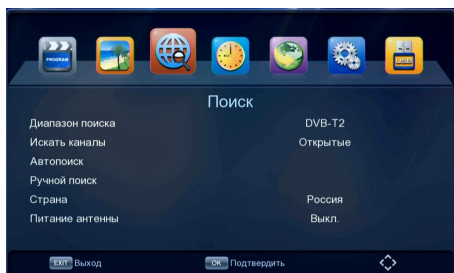 PROGRAM
USB
Поиск
Диапазон поиска DVB-T2
Искать каналы Открытые
Автопоиск
Ручной поиск
Страна Россия
Питание антенны Выкл.
EXIT Выход OK Подтвердить